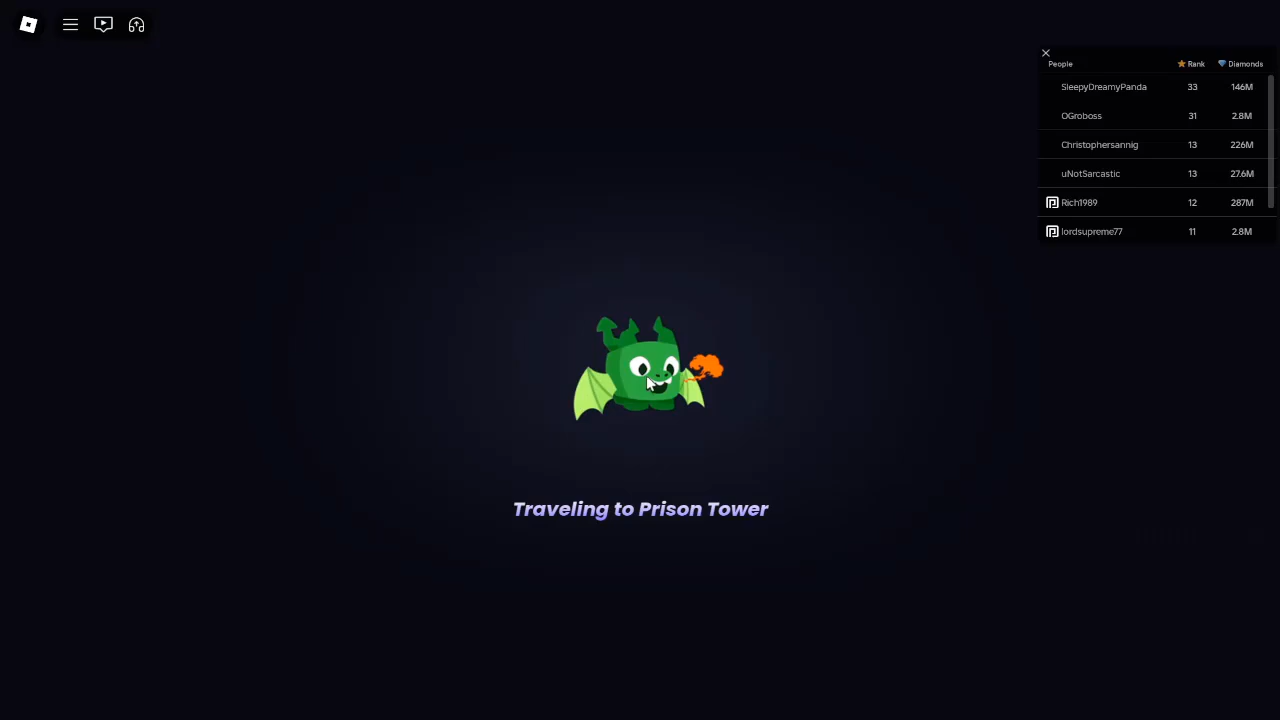 People Rank Diamonds
SleepyDreamyPanda 33 146M
OGroboss 31 2.8M
Christophersannig 13 226M
uNotSarcastic 13 27.6M
Rich1989 12 287M
lordsupreme77 11 2.8M
Traveling to Prison Tower